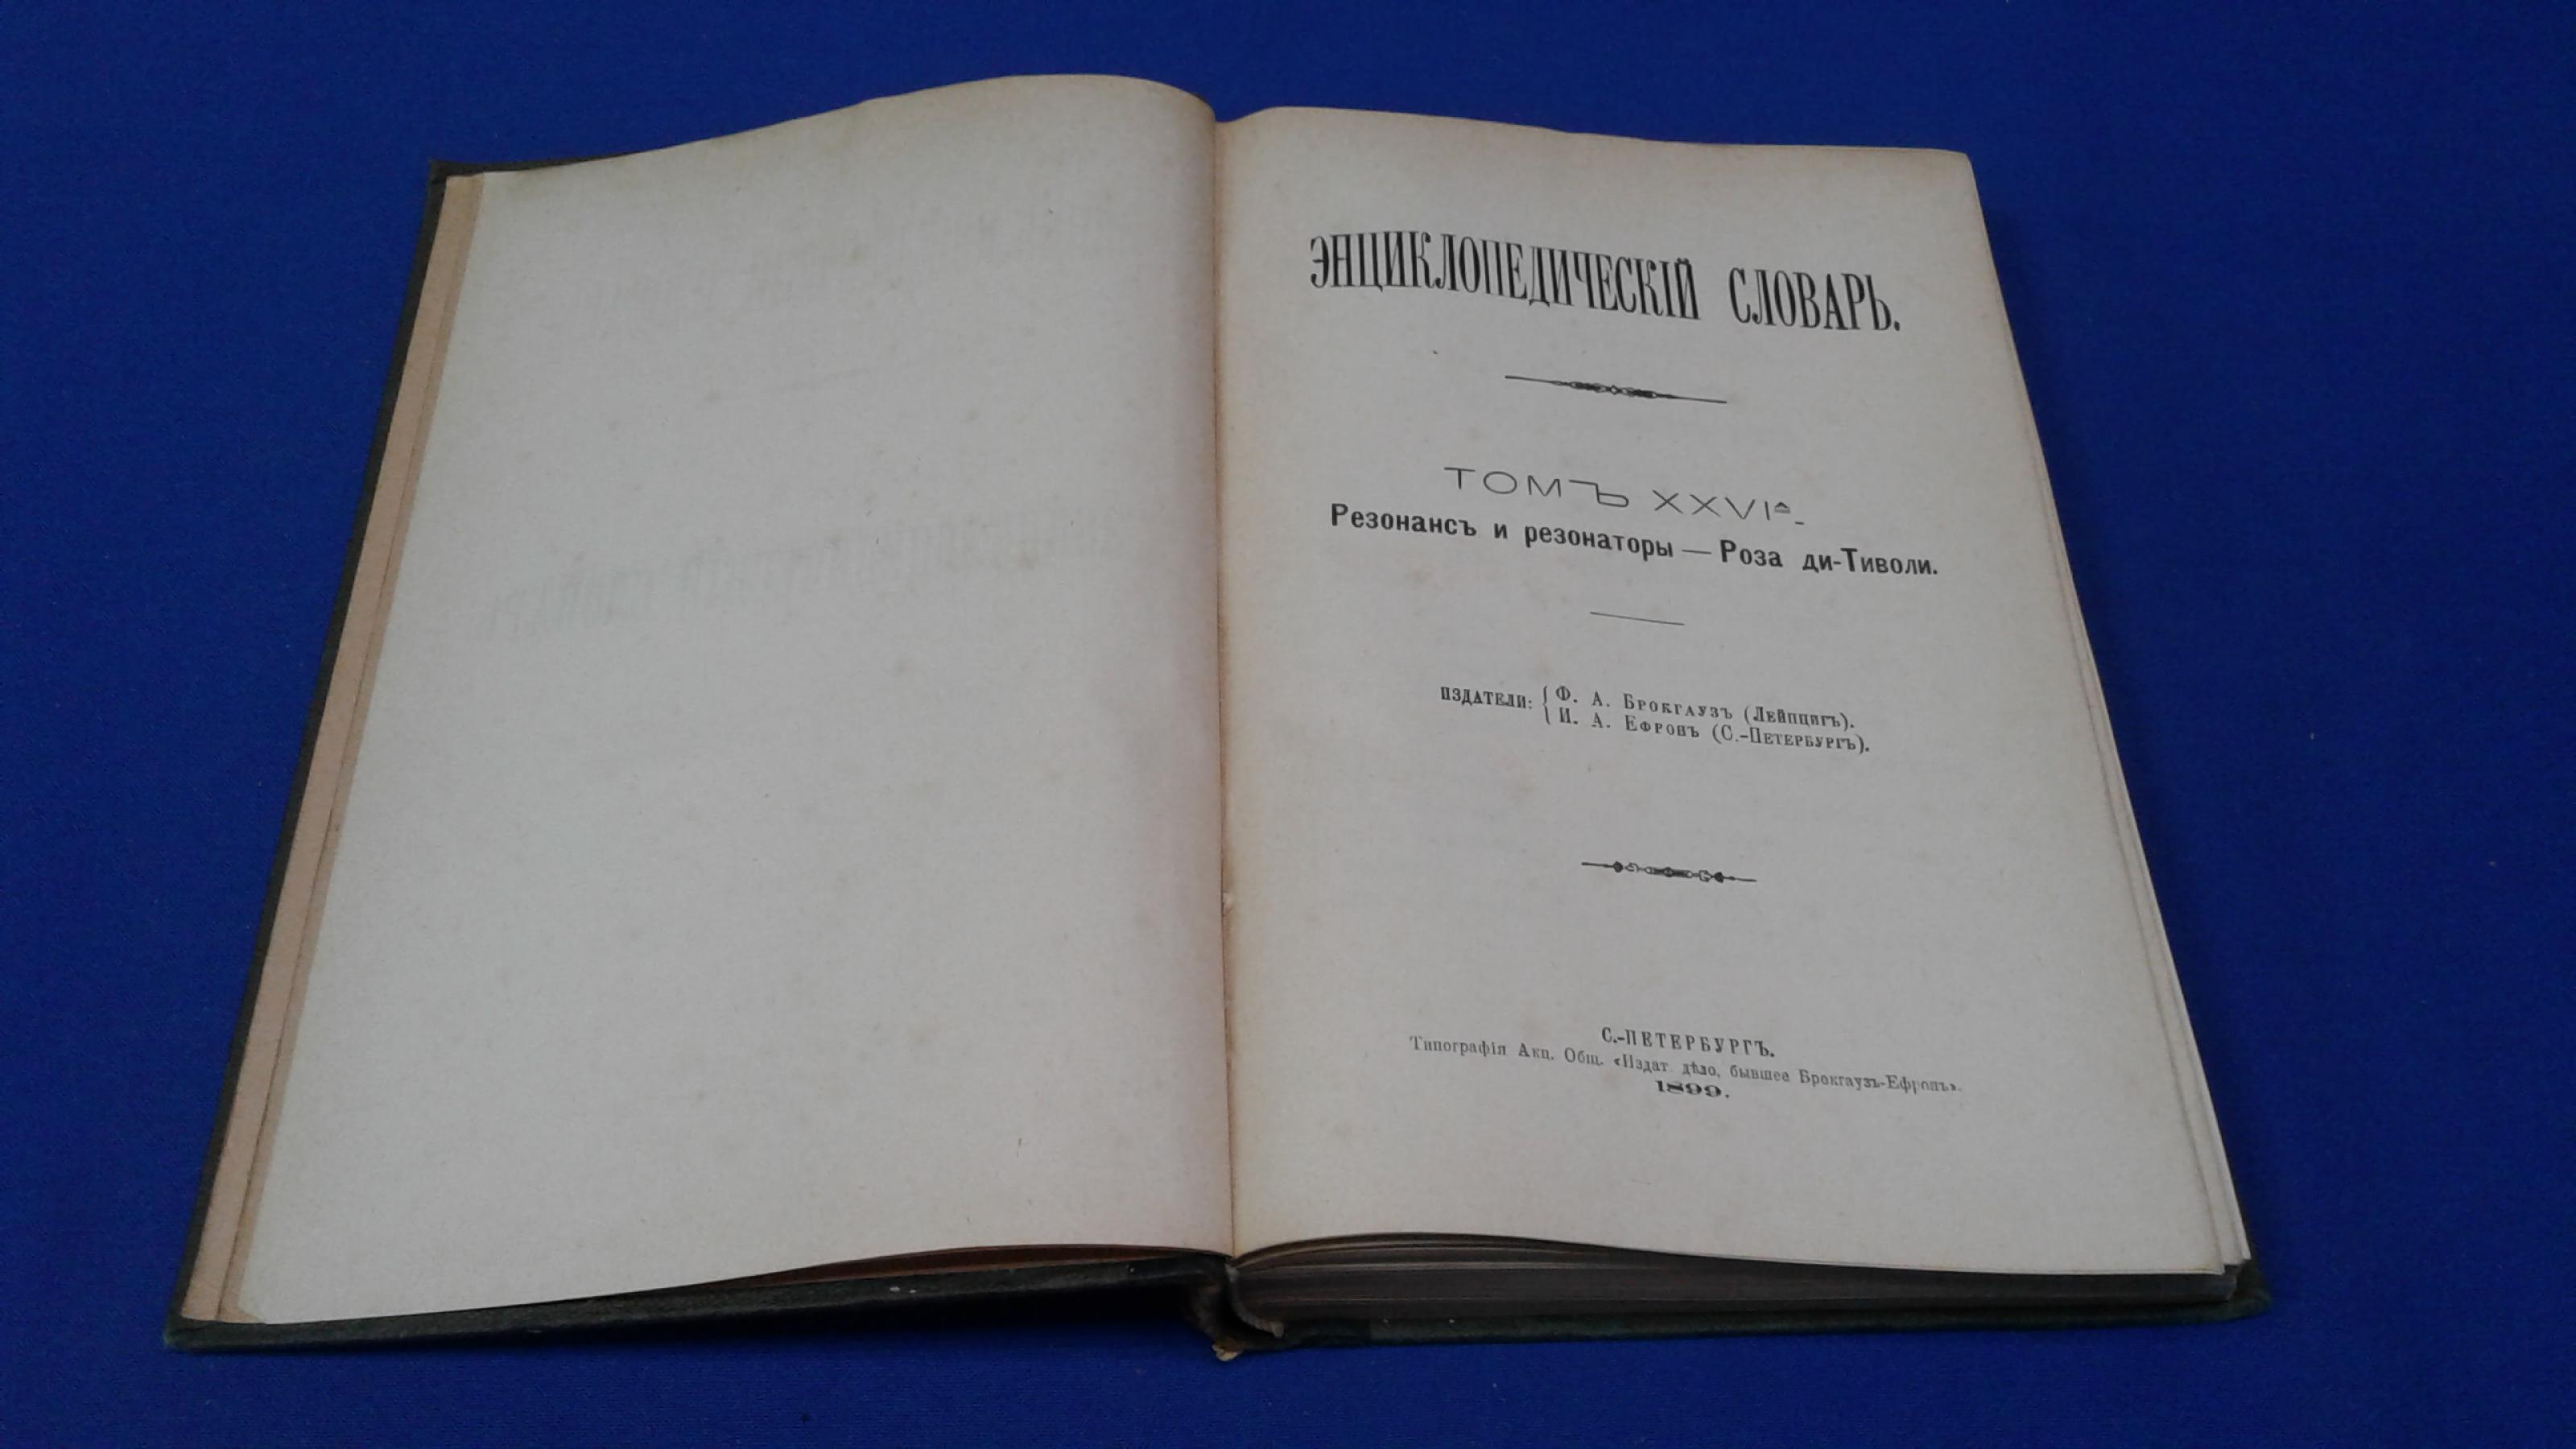 ЭНЦИКЛОПЕДИЧЕСКІЙ СЛОВАРЬ.
ТОМЪ XXVIА.
Резонансъ и резонаторы — Роза ди-Тиволи.
ИЗДАТЕЛИ: { Ф. А. Брокгаузъ (Лейпцигъ).
И. А. Ефронъ (С.-Петербургъ).
С.-ПЕТЕРБУРГЪ.
Типографія Акц. Общ. «Издат. дѣло, бывшее Брокгаузъ-Ефронъ».
1899.